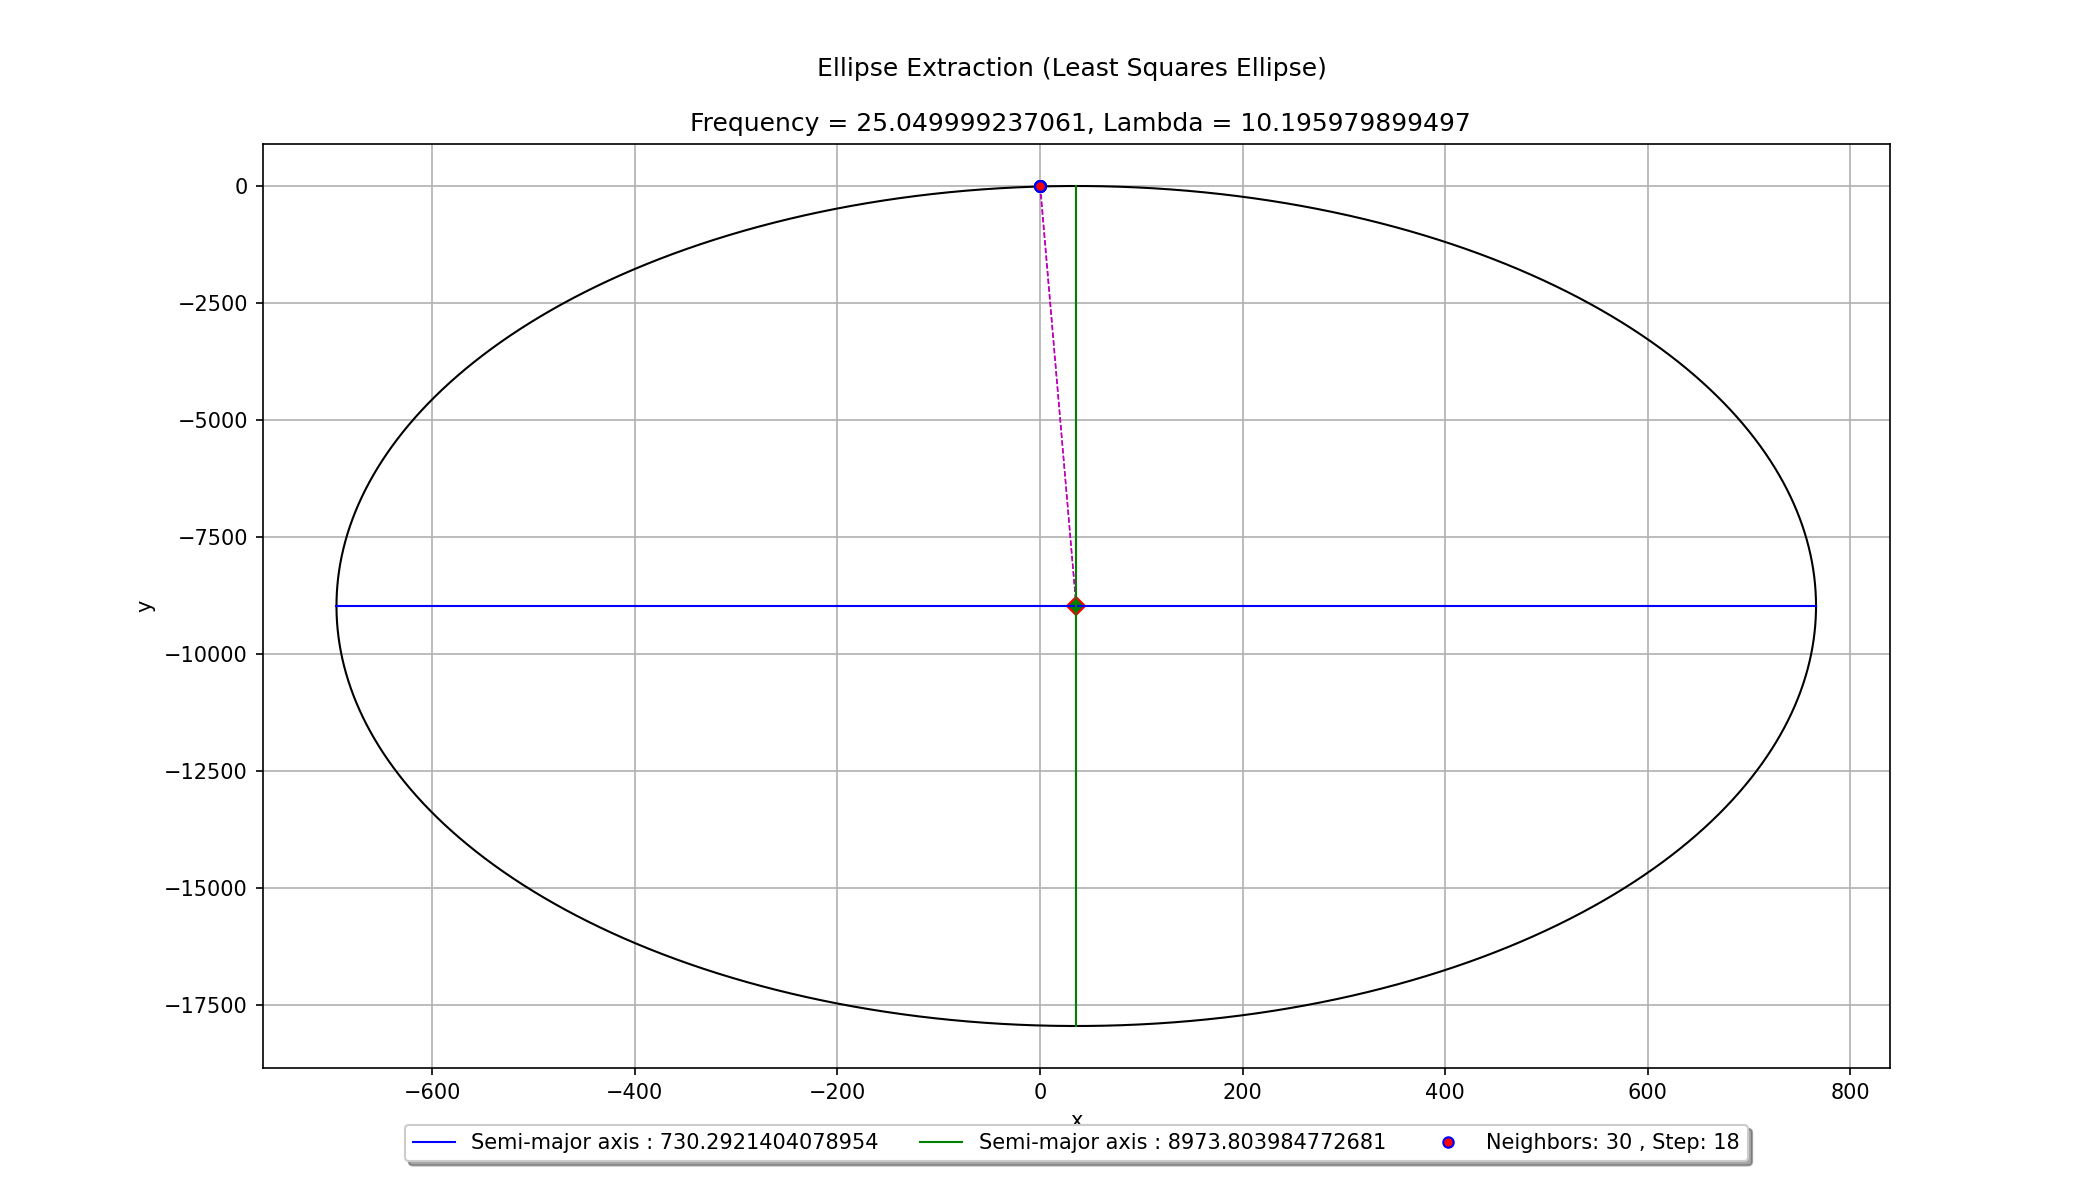 Ellipse Extraction (Least Squares Ellipse)
Frequency = 25.049999237061, Lambda = 10.195979899497
0
−2500
−5000
−7500
−10000
−12500
−15000
−17500
y
−600 −400 −200 0 200 400 600 800
x
Semi-major axis : 730.2921404078954 Semi-major axis : 8973.803984772681 Neighbors: 30 , Step: 18